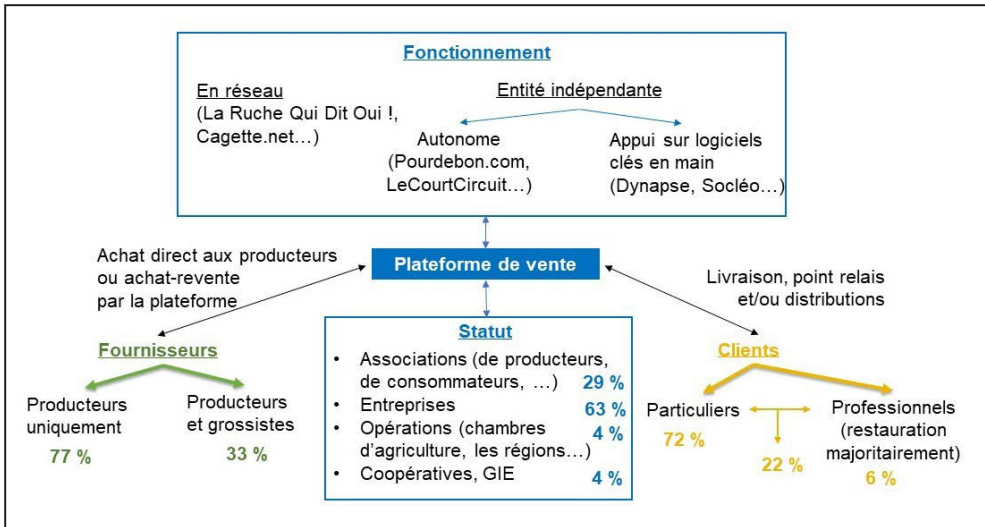 Fonctionnement
En réseau
(La Ruche Qui Dit Oui !,
Cagette.net…)
Entité indépendante
Autonome
(Pourdebon.com,
LeCourtCircuit…)
Appui sur logiciels
clés en main
(Dynapse, Socléo…)
Achat direct aux producteurs
ou achat-revente
par la plateforme
Plateforme de vente
Livraison, point relais
et/ou distributions
Fournisseurs
Producteurs
uniquement
77 %
Producteurs
et grossistes
33 %
Statut
• Associations (de producteurs,
de consommateurs, …) 29 %
• Entreprises 63 %
• Opérations (chambres 4 %
d’agriculture, les régions…)
• Coopératives, GIE 4 %
Clients
Particuliers
72 %
22 %
Professionnels
(restauration
majoritairement)
6 %